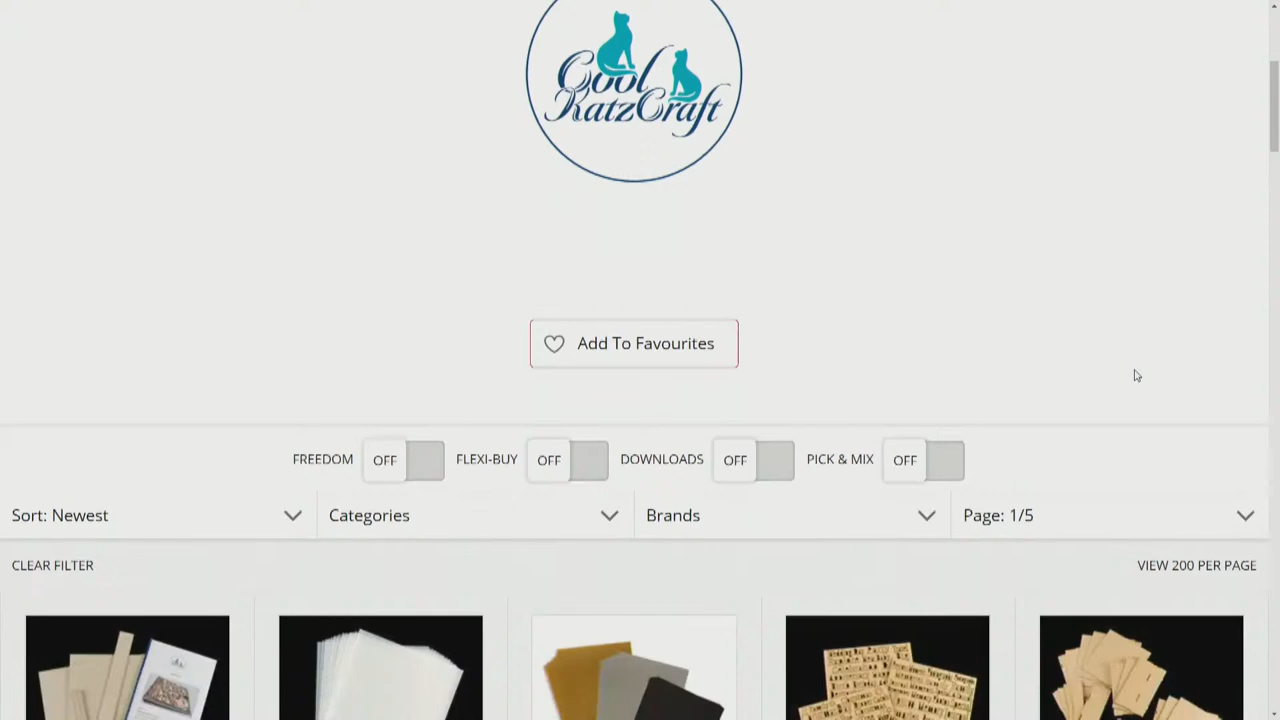 Cool
KatzCraft
Add To Favourites
FREEDOM OFF FLEXI-BUY OFF DOWNLOADS OFF PICK & MIX OFF
Sort: Newest Categories Brands Page: 1/5
CLEAR FILTER VIEW 200 PER PAGE